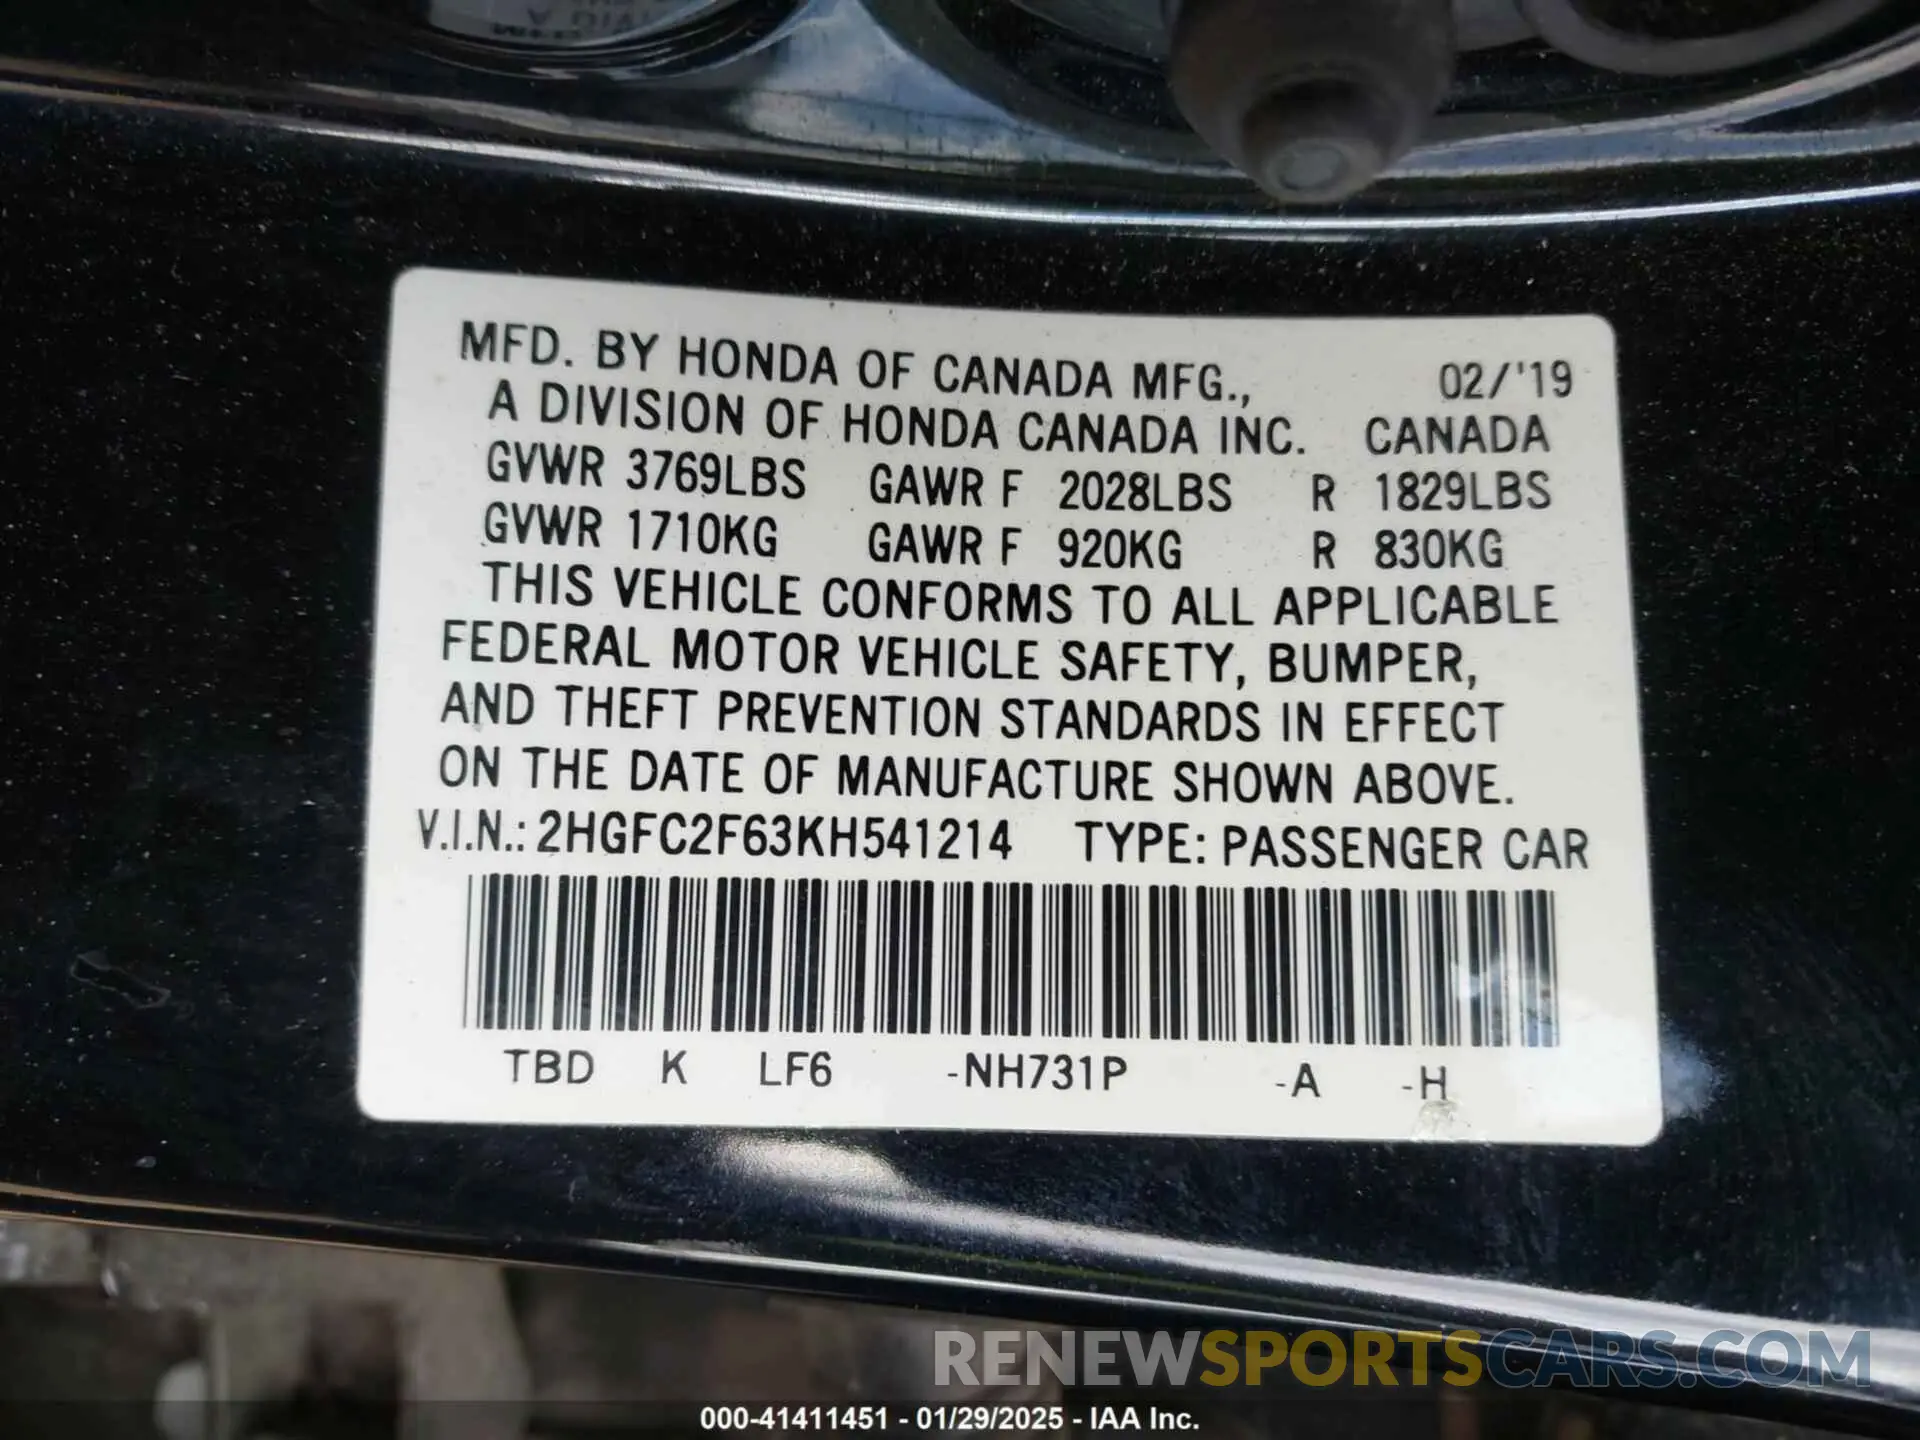 MFD. BY HONDA OF CANADA MFG., 02/'19
A DIVISION OF HONDA CANADA INC. CANADA
GVWR 3769LBS GAWR F 2028LBS R 1829LBS
GVWR 1710KG GAWR F 920KG R 830KG
THIS VEHICLE CONFORMS TO ALL APPLICABLE
FEDERAL MOTOR VEHICLE SAFETY, BUMPER,
AND THEFT PREVENTION STANDARDS IN EFFECT
ON THE DATE OF MANUFACTURE SHOWN ABOVE.
V.I.N.: 2HGFC2F63KH541214 TYPE: PASSENGER CAR
TBD K LF6 -NH731P -A -H
RENEWSPORTSCARS.COM
000-41411451 - 01/29/2025 - IAA Inc.